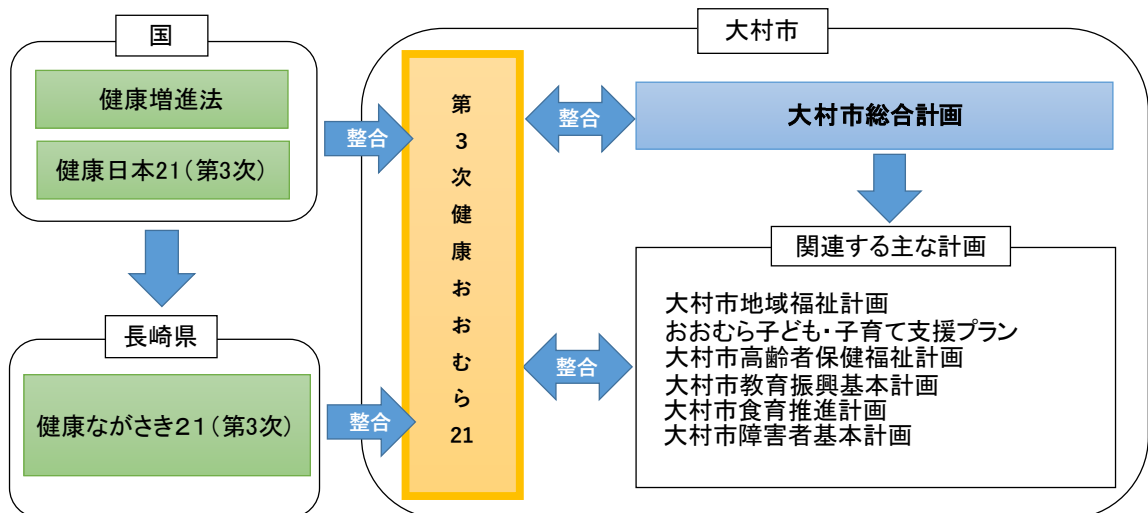 国
健康増進法
健康日本21（第3次）
長崎県
健康ながさき２１（第3次）
整合
整合
大村市
第3次健康おおむら21
整合
大村市総合計画
整合
関連する主な計画
大村市地域福祉計画
おおむら子ども・子育て支援プラン
大村市高齢者保健福祉計画
大村市教育振興基本計画
大村市食育推進計画
大村市障害者基本計画